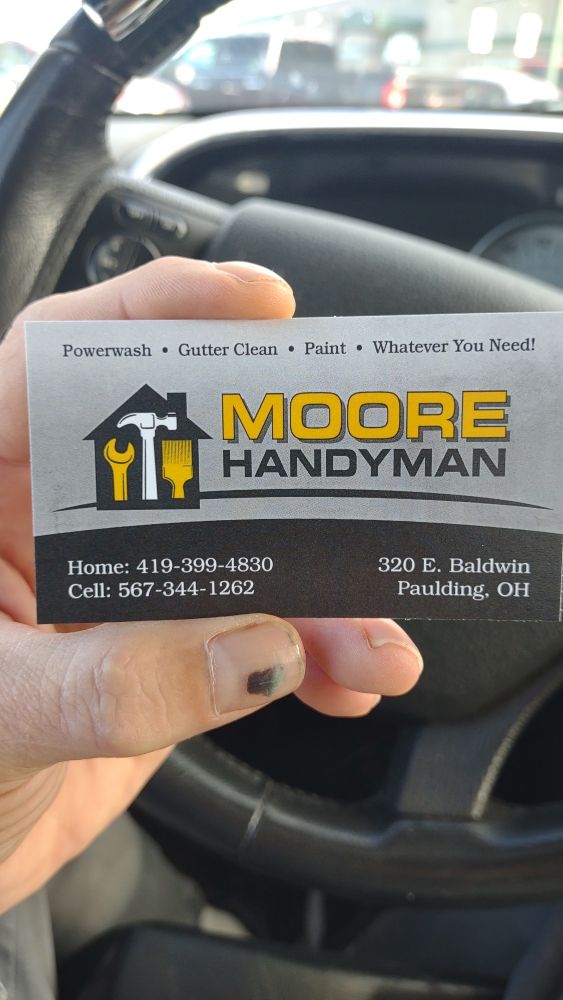 Powerwash • Gutter Clean • Paint • Whatever You Need!
MOORE
HANDYMAN
Home: 419-399-4830
Cell: 567-344-1262
320 E. Baldwin
Paulding, OH